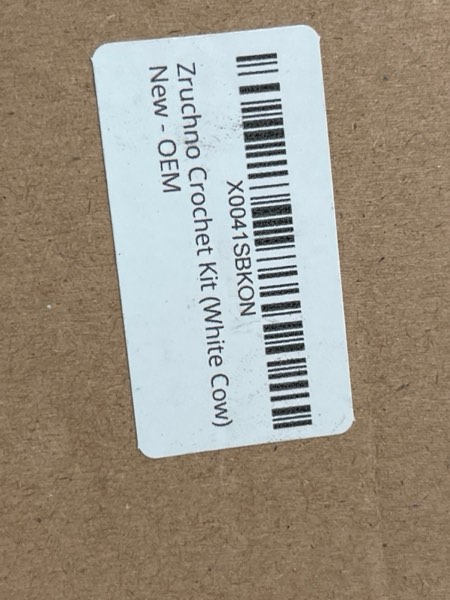 X0041SBKON
Zruchno Crochet Kit (White Cow)
New - OEM